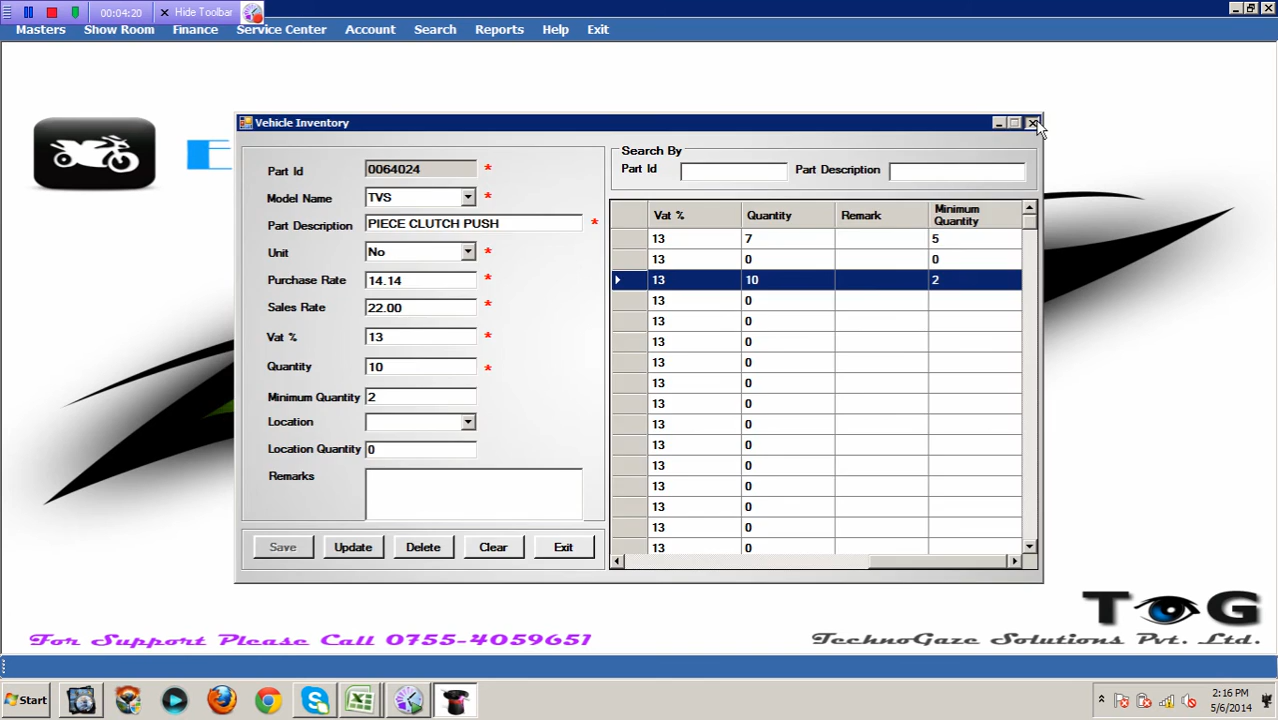 00:04:20 Hide Toolbar
Masters Show Room Finance Service Center Account Search Reports Help Exit
E
Vehicle Inventory
Part Id 0064024 *
Model Name TVS *
Part Description PIECE CLUTCH PUSH *
Unit No *
Purchase Rate 14.14 *
Sales Rate 22.00 *
Vat % 13 *
Quantity 10 *
Minimum Quantity 2
Location
Location Quantity 0
Remarks
Save Update Delete Clear Exit
Search By
Part Id Part Description
Vat % Quantity Remark Minimum Quantity
13 7 5
13 0 0
13 10 2
13 0
13 0
13 0
13 0
13 0
13 0
13 0
13 0
13 0
13 0
13 0
13 0
13 0
TOG
For Support Please Call 0755-4059651
TechnoGaze Solutions Pvt. Ltd.
Start
2:16 PM
5/6/2014